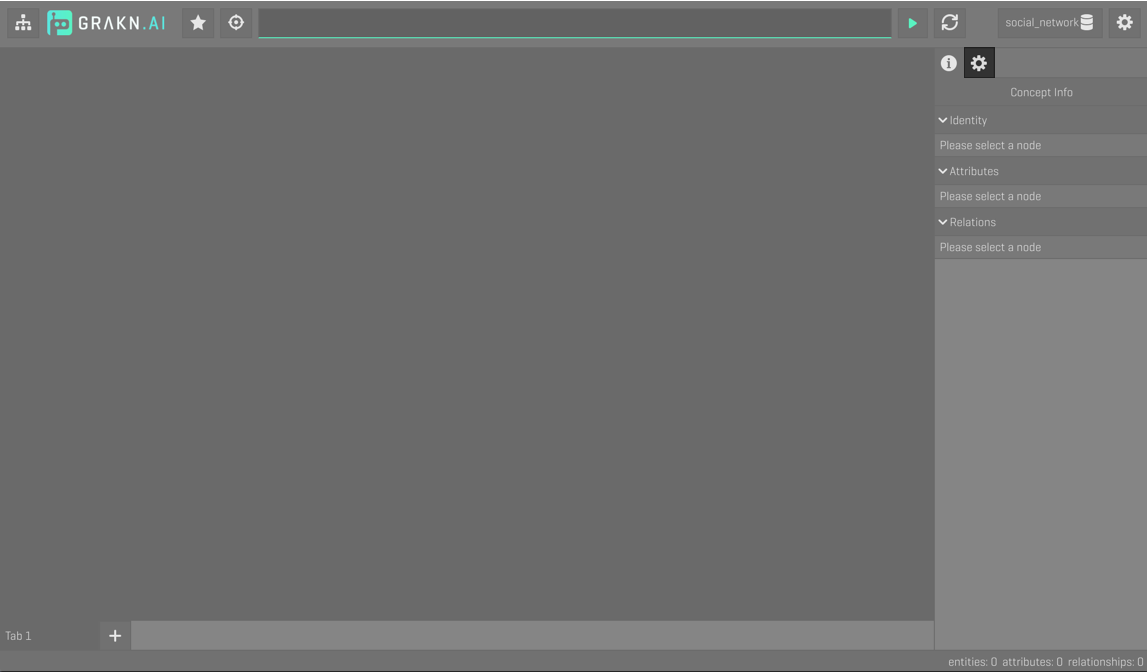 GRAKN.AI
social_network
Concept Info
Identity
Please select a node
Attributes
Please select a node
Relations
Please select a node
Tab 1
entities: 0 attributes: 0 relationships: 0